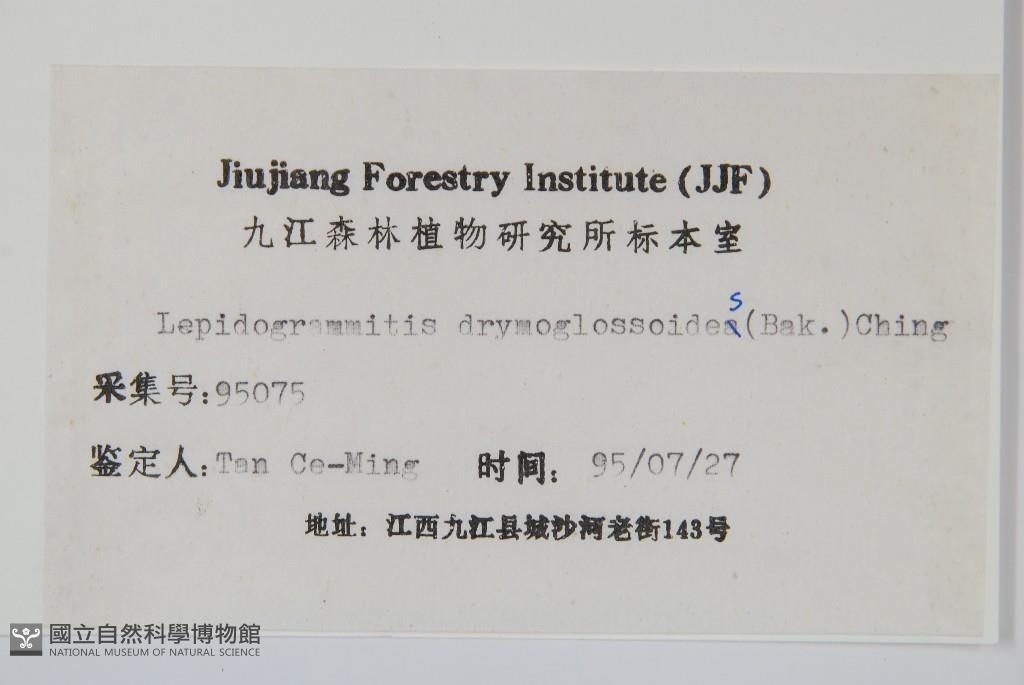 Jiujiang Forestry Institute (JJF)
九江森林植物研究所标本室
Lepidogrammitis drymoglossoides (Bak.)Ching
采集号:95075
鉴定人:Tan Ce-Ming 时间: 95/07/27
地址: 江西九江县城沙河老街143号
國立自然科學博物館
NATIONAL MUSEUM OF NATURAL SCIENCE